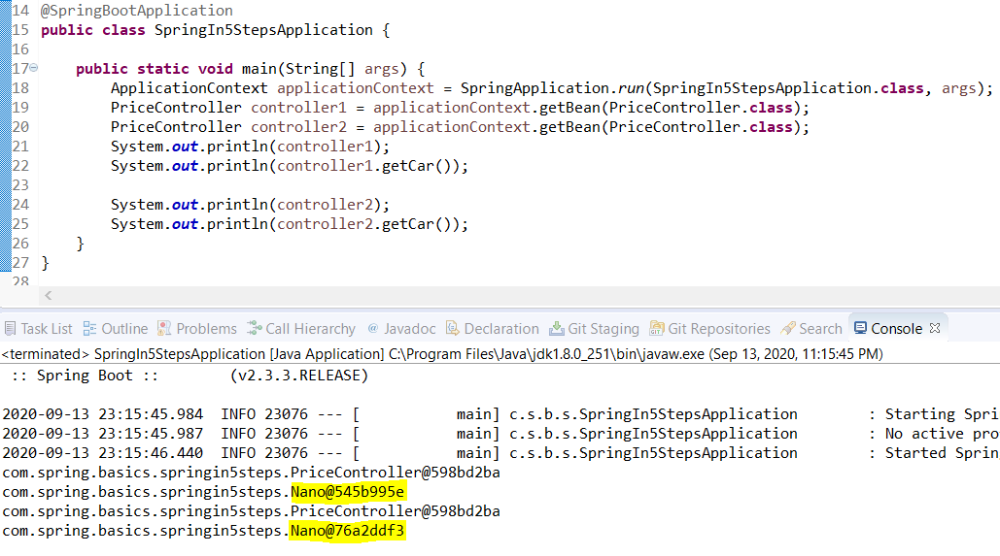 14 @SpringBootApplication
15 public class SpringIn5StepsApplication {
16
17 public static void main(String[] args) {
18 ApplicationContext applicationContext = SpringApplication.run(SpringIn5StepsApplication.class, args);
19 PriceController controller1 = applicationContext.getBean(PriceController.class);
20 PriceController controller2 = applicationContext.getBean(PriceController.class);
21 System.out.println(controller1);
22 System.out.println(controller1.getCar());
23
24 System.out.println(controller2);
25 System.out.println(controller2.getCar());
26 }
27 }
28
Task List Outline Problems Call Hierarchy @ Javadoc Declaration Git Staging Git Repositories Search Console
<terminated> SpringIn5StepsApplication [Java Application] C:\Program Files\Java\jdk1.8.0_251\bin\javaw.exe (Sep 13, 2020, 11:15:45 PM)
:: Spring Boot :: (v2.3.3.RELEASE)
2020-09-13 23:15:45.984 INFO 23076 --- [ main] c.s.b.s.SpringIn5StepsApplication : Starting Spri
2020-09-13 23:15:45.987 INFO 23076 --- [ main] c.s.b.s.SpringIn5StepsApplication : No active pro
2020-09-13 23:15:46.440 INFO 23076 --- [ main] c.s.b.s.SpringIn5StepsApplication : Started Spring
com.spring.basics.springin5steps.PriceController@598bd2ba
com.spring.basics.springin5steps.Nano@545b995e
com.spring.basics.springin5steps.PriceController@598bd2ba
com.spring.basics.springin5steps.Nano@76a2ddf3